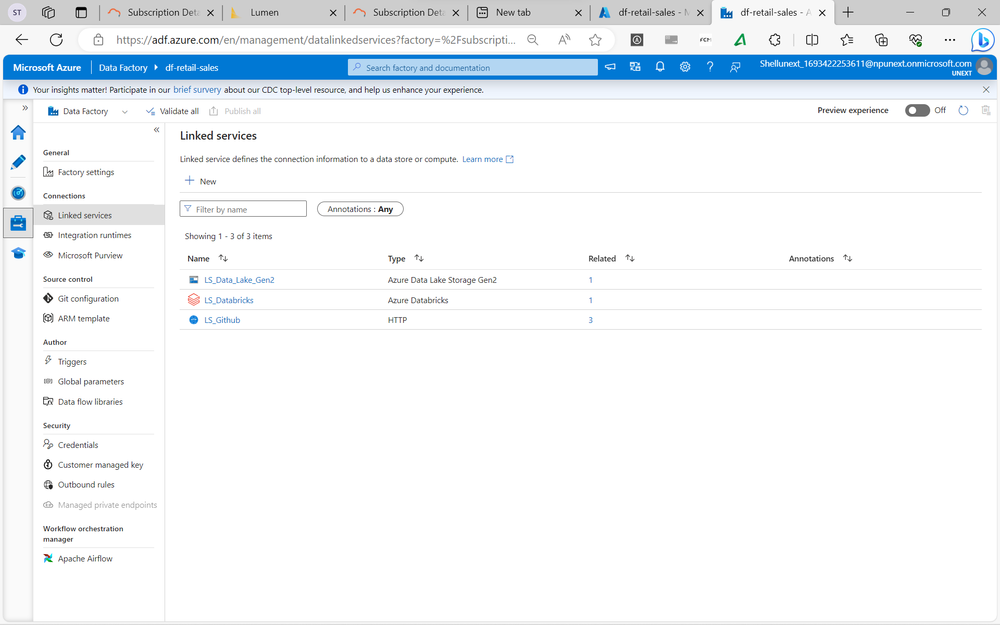 ST
Subscription Deta
Lumen
Subscription Deta
New tab
df-retail-sales - M
df-retail-sales - A
https://adf.azure.com/en/management/datalinkedservices?factory=%2Fsubscripti...
FCM
Microsoft Azure
Data Factory
df-retail-sales
Search factory and documentation
Shellunext_1693422253611@npunext.onmicrosoft.com
UNEXT
Your insights matter! Participate in our brief survery about our CDC top-level resource, and help us enhance your experience.
Data Factory
Validate all
Publish all
Preview experience
Off
General
Factory settings
Connections
Linked services
Integration runtimes
Microsoft Purview
Source control
Git configuration
ARM template
Author
Triggers
Global parameters
Data flow libraries
Security
Credentials
Customer managed key
Outbound rules
Managed private endpoints
Workflow orchestration
manager
Apache Airflow
Linked services
Linked service defines the connection information to a data store or compute. Learn more
New
Filter by name
Annotations : Any
Showing 1 - 3 of 3 items
Name Type Related Annotations
LS_Data_Lake_Gen2 Azure Data Lake Storage Gen2 1
LS_Databricks Azure Databricks 1
LS_Github HTTP 3